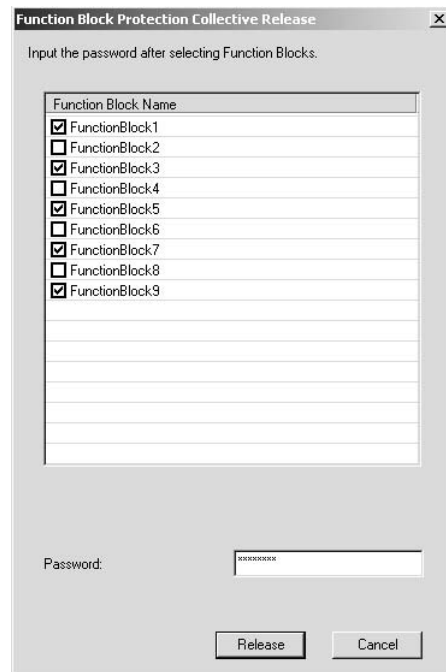 Function Block Protection Collective Release
Input the password after selecting Function Blocks.
Function Block Name
FunctionBlock1
FunctionBlock2
FunctionBlock3
FunctionBlock4
FunctionBlock5
FunctionBlock6
FunctionBlock7
FunctionBlock8
FunctionBlock9
Password:
********
Release
Cancel